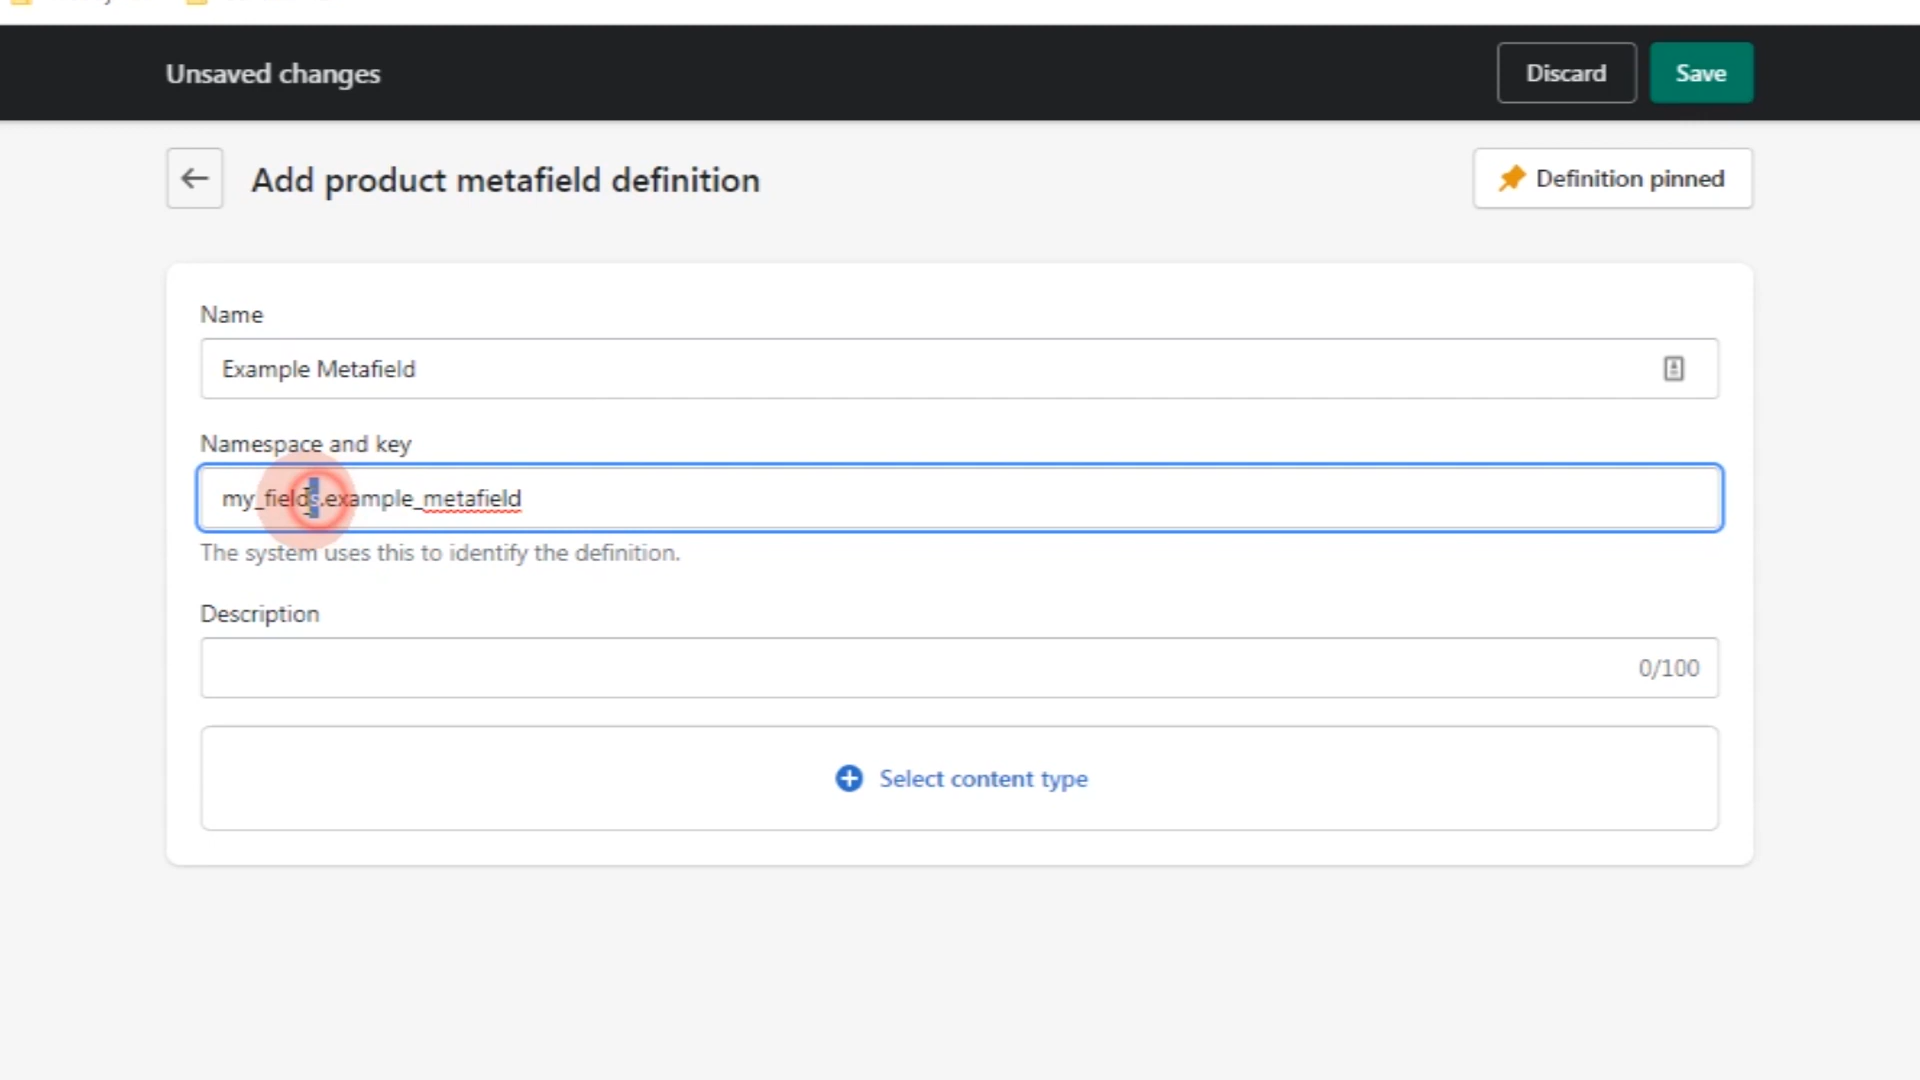 Unsaved changes
Discard
Save
Add product metafield definition
Definition pinned
Name
Example Metafield
Namespace and key
my_fields.example_metafield
The system uses this to identify the definition.
Description
0/100
Select content type